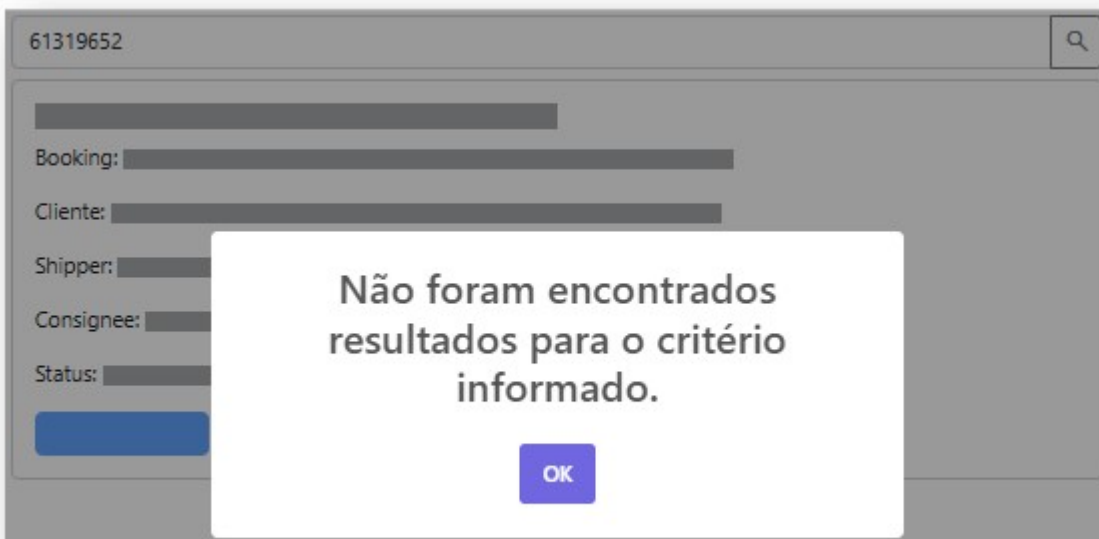 61319652
Booking:
Cliente:
Shipper:
Consignee:
Status:
Não foram encontrados
resultados para o critério
informado.
OK